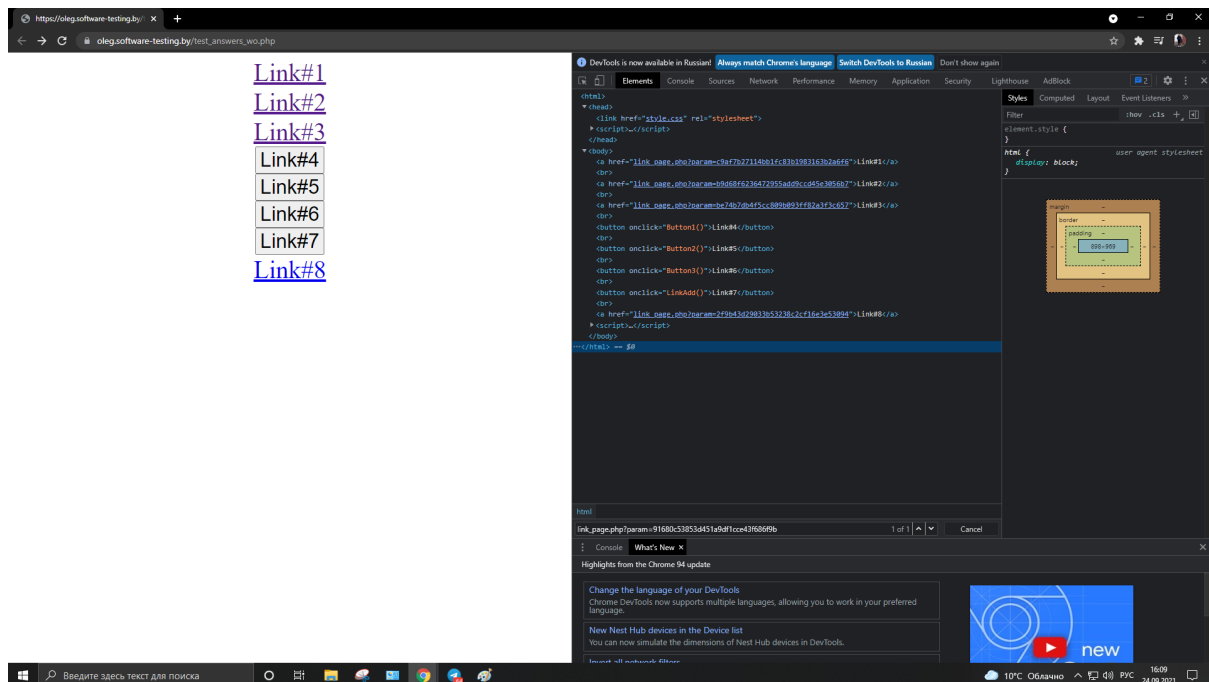 https://oleg.software-testing.by/
oleg.software-testing.by/test_answers_wo.php
Link#1
Link#2
Link#3
Link#4
Link#5
Link#6
Link#7
Link#8
DevTools is now available in Russian! Always match Chrome's language Switch DevTools to Russian Don't show again
Elements Console Sources Network Performance Memory Application Security Lighthouse AdBlock 2
<html>
<head>
<link href="style.css" rel="stylesheet">
<script>…</script>
</head>
<body>
<a href="link_page.php?param=c9af7b27114bb1fc83b1983163b2a6f6">Link#1</a>
<br>
<a href="link_page.php?param=b9d68f6236472955add9ccd45e3056b7">Link#2</a>
<br>
<a href="link_page.php?param=be74b7db4f5cc809b093ff82a3f3c657">Link#3</a>
<br>
<button onclick="Button1()">Link#4</button>
<br>
<button onclick="Button2()">Link#5</button>
<br>
<button onclick="Button3()">Link#6</button>
<br>
<button onclick="LinkAdd()">Link#7</button>
<br>
<a href="link_page.php?param=2f9b43d29033b53238c2cf16e3e53094">Link#8</a>
<script>…</script>
</body>
…</html> == $0
html
link_page.php?param=91680c53853d451a9df1cce43f686f9b 1 of 1 Cancel
Styles Computed Layout Event Listeners »
Filter :hov .cls +
element.style {
}
html { user agent stylesheet
display: block;
}
margin -
border -
padding -
- - - 898×969 - - -
-
-
-
Console What's New ×
Highlights from the Chrome 94 update
Change the language of your DevTools
Chrome DevTools now supports multiple languages, allowing you to work in your preferred
language.
New Nest Hub devices in the Device list
You can now simulate the dimensions of Nest Hub devices in DevTools.
Invert all network filters
new
Введите здесь текст для поиска
10°C Облачно РУС 16:09
24.09.2021